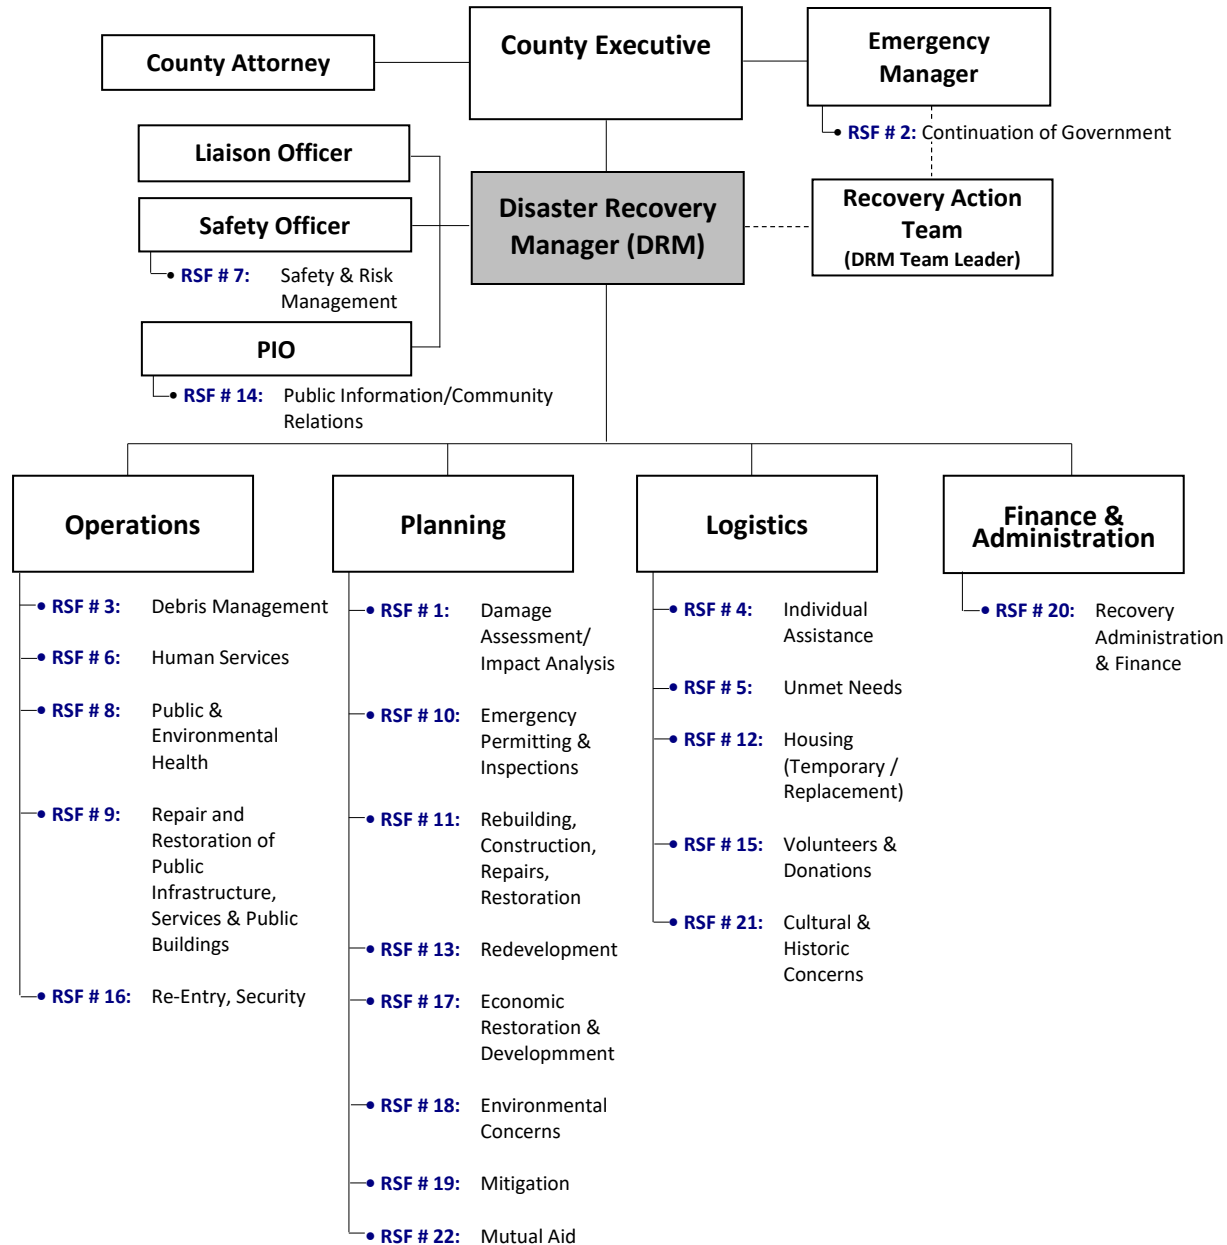 County Executive
County Attorney
Emergency
Manager
RSF # 2: Continuation of Government
Liaison Officer
Safety Officer
RSF # 7: Safety & Risk
Management
PIO
RSF # 14: Public Information/Community
Relations
Disaster Recovery
Manager (DRM)
Recovery Action
Team
(DRM Team Leader)
Operations
RSF # 3: Debris Management
RSF # 6: Human Services
RSF # 8: Public &
Environmental
Health
RSF # 9: Repair and
Restoration of
Public
Infrastructure,
Services & Public
Buildings
RSF # 16: Re-Entry, Security
Planning
RSF # 1: Damage
Assessment/
Impact Analysis
RSF # 10: Emergency
Permitting &
Inspections
RSF # 11: Rebuilding,
Construction,
Repairs,
Restoration
RSF # 13: Redevelopment
RSF # 17: Economic
Restoration &
Developmment
RSF # 18: Environmental
Concerns
RSF # 19: Mitigation
RSF # 22: Mutual Aid
Logistics
RSF # 4: Individual
Assistance
RSF # 5: Unmet Needs
RSF # 12: Housing
(Temporary /
Replacement)
RSF # 15: Volunteers &
Donations
RSF # 21: Cultural &
Historic
Concerns
Finance &
Administration
RSF # 20: Recovery
Administration
& Finance